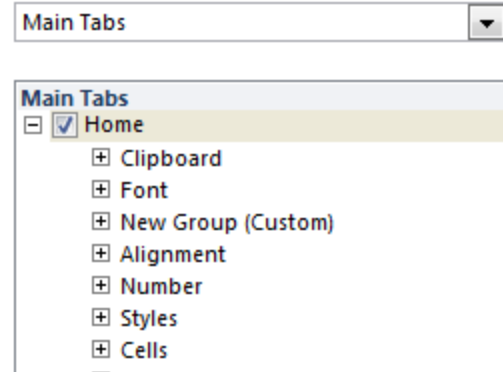 Main Tabs
Main Tabs
Home
Clipboard
Font
New Group (Custom)
Alignment
Number
Styles
Cells